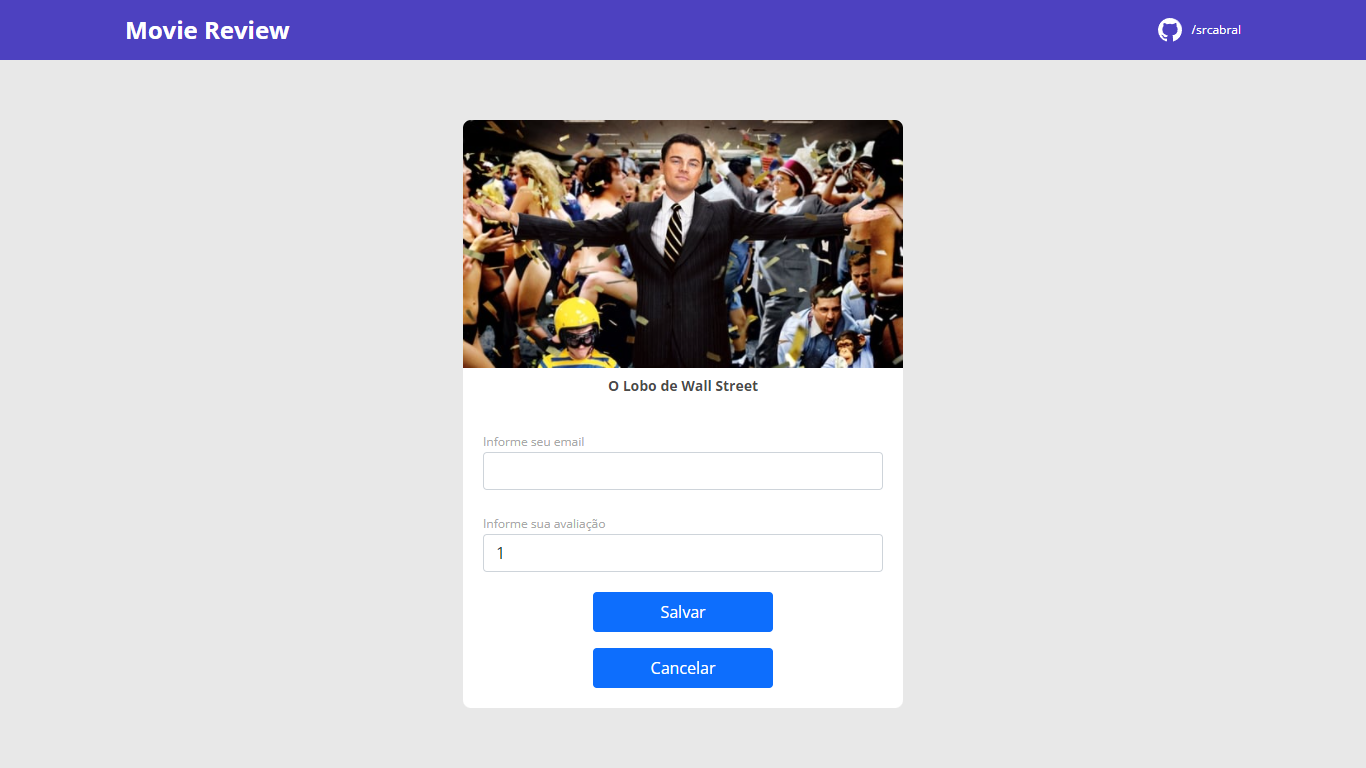 Movie Review
/srcabral
O Lobo de Wall Street
Informe seu email
Informe sua avaliação
1
Salvar
Cancelar